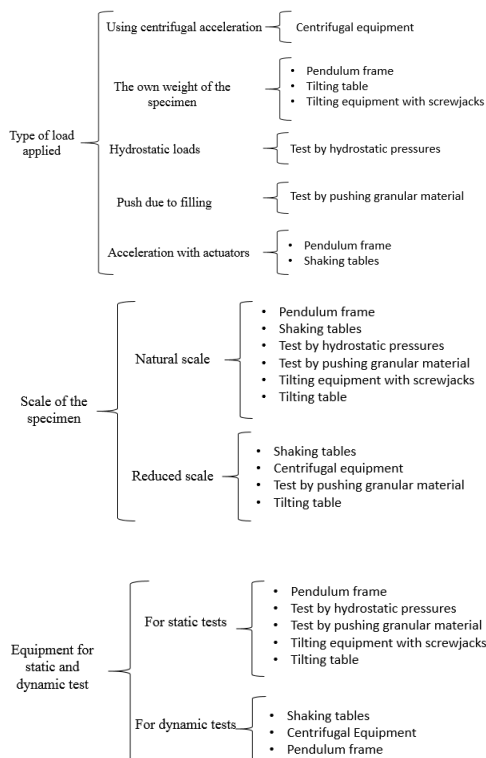 Using centrifugal acceleration
Centrifugal equipment
Type of load
applied
The own weight of the
specimen
• Pendulum frame
• Tilting table
• Tilting equipment with screwjacks
Hydrostatic loads
Test by hydrostatic pressures
Push due to filling
Test by pushing granular material
Acceleration with actuators
• Pendulum frame
• Shaking tables
Scale of the
specimen
Natural scale
• Pendulum frame
• Shaking tables
• Test by hydrostatic pressures
• Test by pushing granular material
• Tilting equipment with screwjacks
• Tilting table
Reduced scale
• Shaking tables
• Centrifugal equipment
• Test by pushing granular material
• Tilting table
Equipment for
static and
dynamic test
For static tests
• Pendulum frame
• Test by hydrostatic pressures
• Test by pushing granular material
• Tilting equipment with screwjacks
• Tilting table
For dynamic tests
• Shaking tables
• Centrifugal Equipment
• Pendulum frame